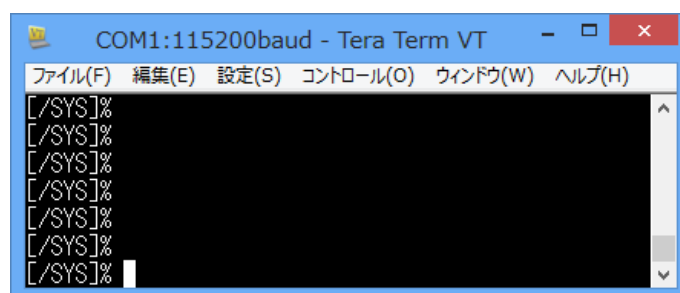 COM1:115200baud - Tera Term VT
ファイル(F) 編集(E) 設定(S) コントロール(O) ウィンドウ(W) ヘルプ(H)
[/SYS]%
[/SYS]%
[/SYS]%
[/SYS]%
[/SYS]%
[/SYS]%
[/SYS]%